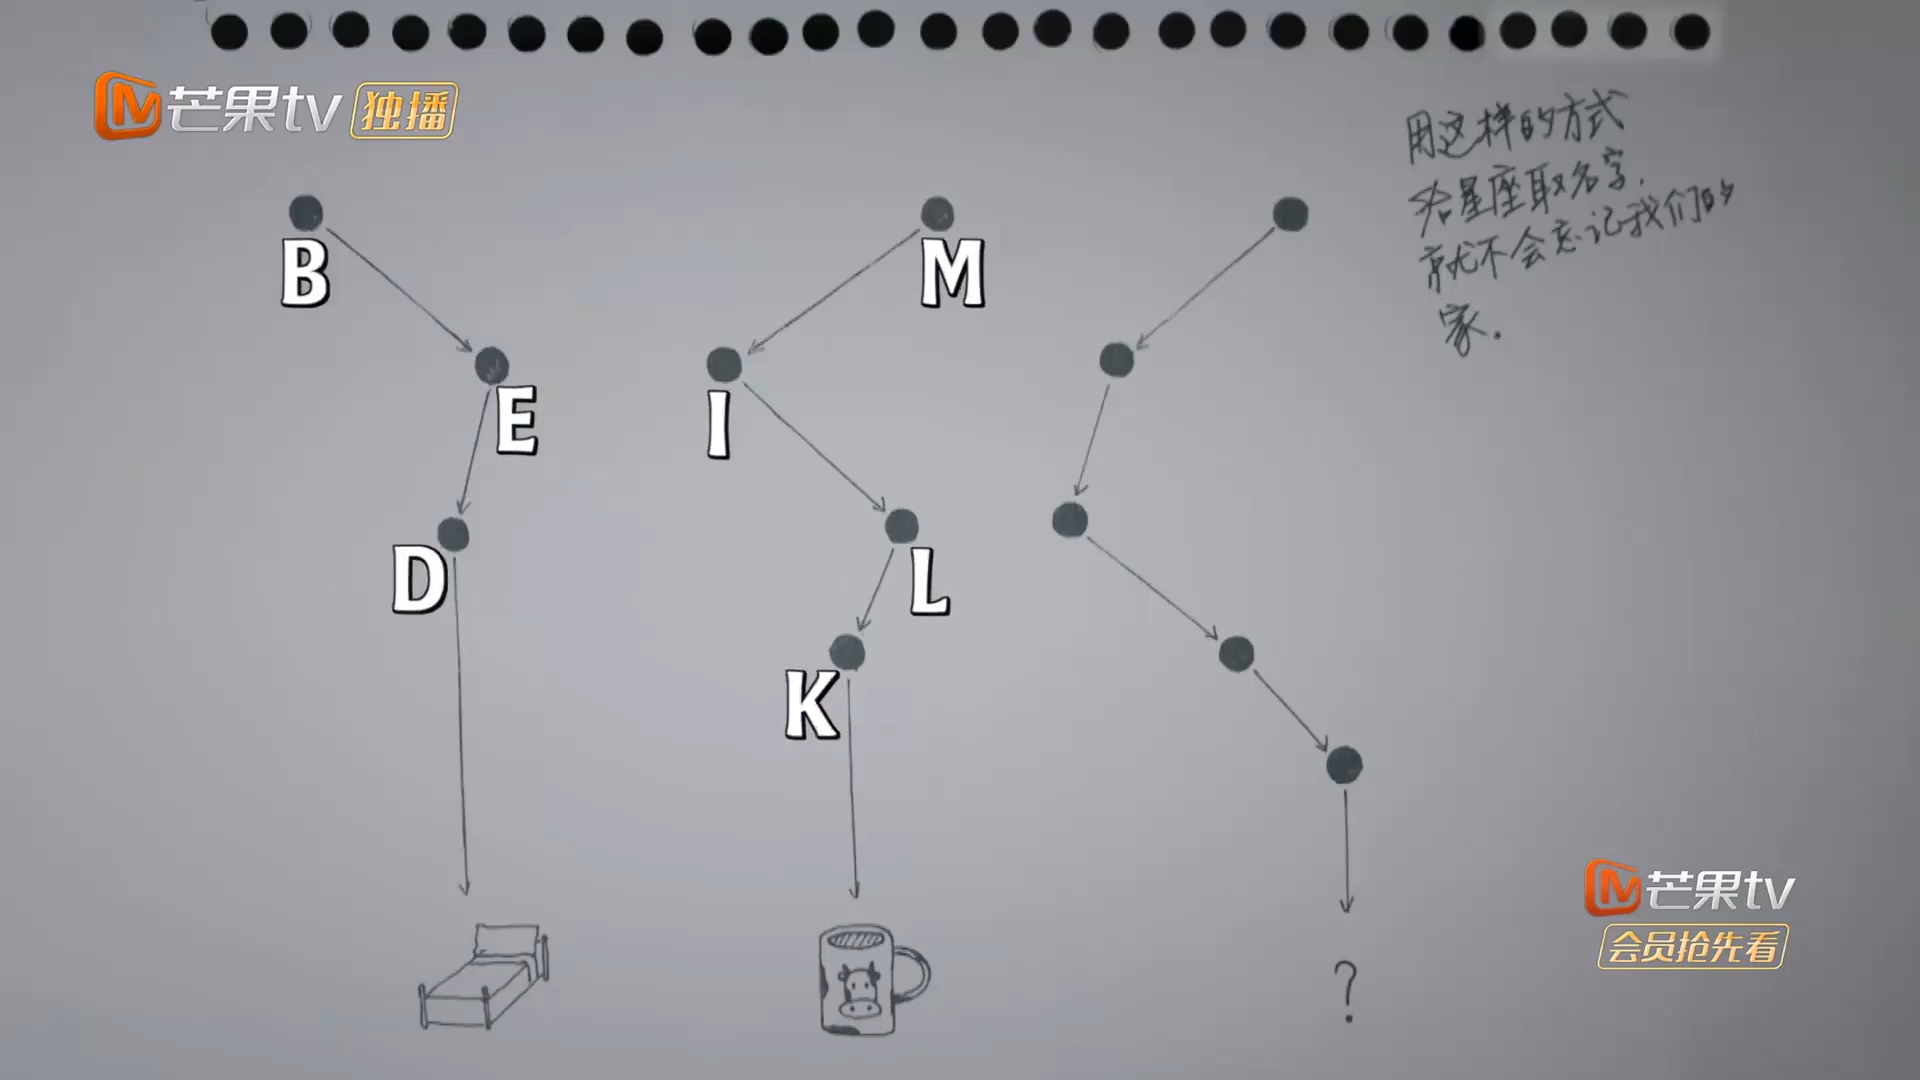 芒果tv 独播
用这样的方式
给星座取名字,
就不会忘记我们的
家.
B
M
E
I
D
L
K
?
芒果tv
会员抢先看